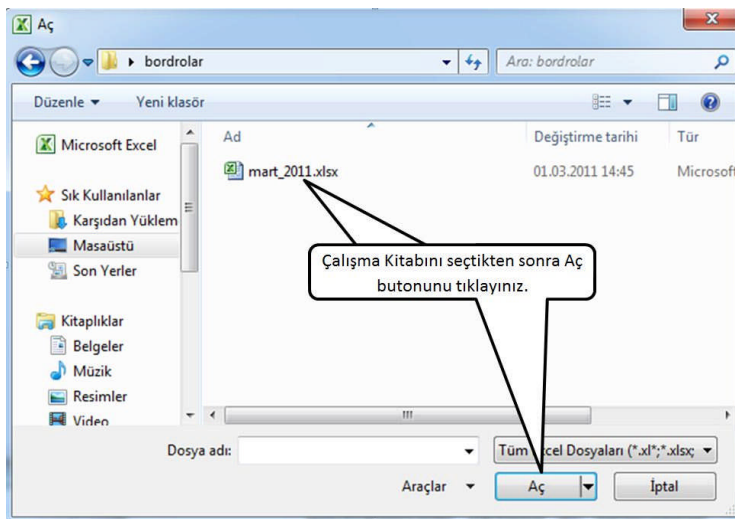 Aç
bordrolar
Ara: bordrolar
Düzenle
Yeni klasör
Microsoft Excel
Sık Kullanılanlar
Karşıdan Yüklem
Masaüstü
Son Yerler
Kitaplıklar
Belgeler
Müzik
Resimler
Video
Ad
Değiştirme tarihi
Tür
mart_2011.xlsx
01.03.2011 14:45
Microsoft
Çalışma Kitabını seçtikten sonra Aç
butonunu tıklayınız.
Dosya adı:
Tüm Excel Dosyaları (*.xl*;*.xlsx;
Araçlar
Aç
İptal